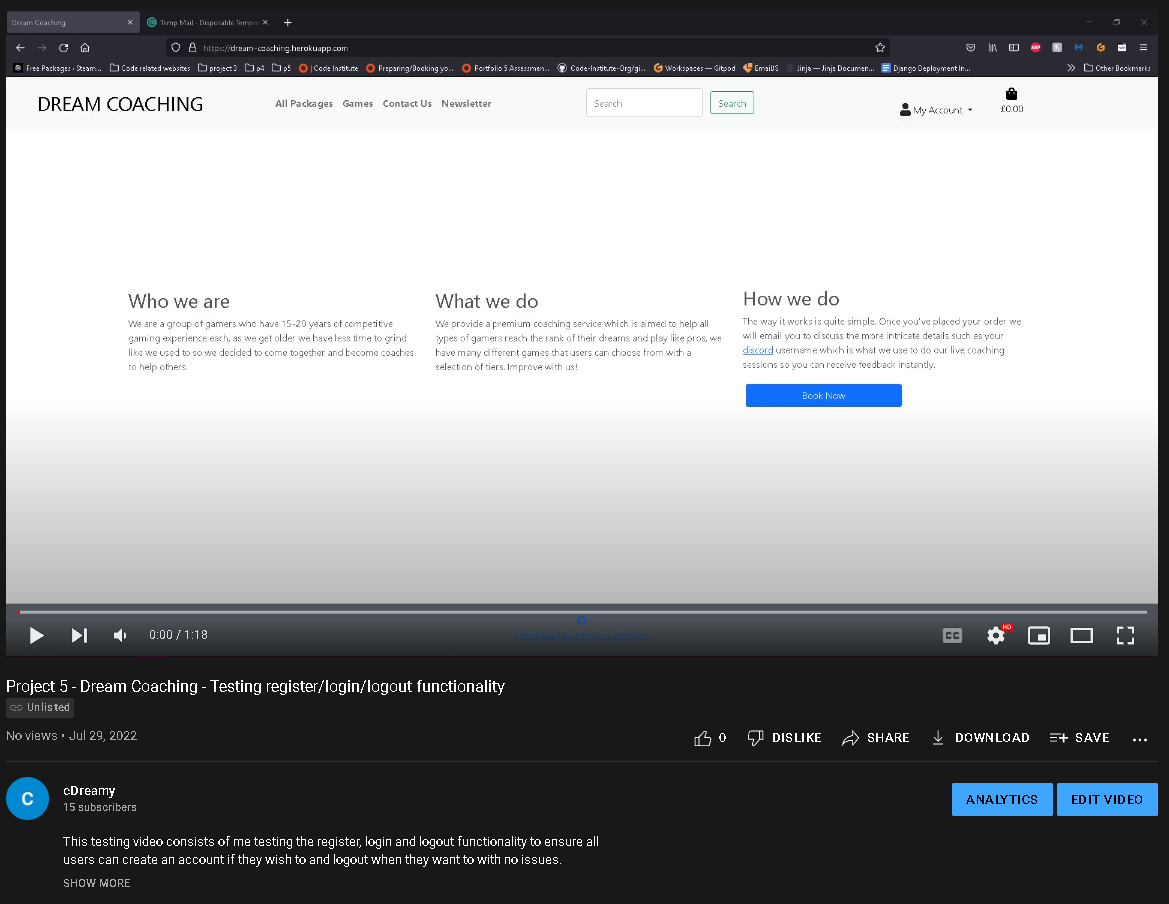 Dream Coaching
Temp Mail - Disposable Tempo
https://dream-coaching.herokuapp.com
Free Packages · Steam... Code related websites project 3 p4 p5 | Code Institute Preparing/Booking yo... Portfolio 5 Assessmen... Code-Institute-Org/gi... Workspaces — Gitpod EmailJS Jinja — Jinja Documen... Django Deployment In... Other Bookmarks
DREAM COACHING
All Packages Games Contact Us Newsletter
Search Search
My Account
£0.00
Who we are
We are a group of gamers who have 15-20 years of competitive
gaming experience each, as we get older we have less time to grind
like we used to so we decided to come together and become coaches
to help others.
What we do
We provide a premium coaching service which is aimed to help all
types of gamers reach the rank of their dreams and play like pros, we
have many different games that users can choose from with a
selection of tiers. Improve with us!
How we do
The way it works is quite simple. Once you've placed your order we
will email you to discuss the more intricate details such as your
discord username which is what we use to do our live coaching
sessions so you can receive feedback instantly.
Book Now
0:00 / 1:18
CC
HD
Project 5 - Dream Coaching - Testing register/login/logout functionality
Unlisted
No views • Jul 29, 2022
0 DISLIKE SHARE DOWNLOAD SAVE
C
cDreamy
15 subscribers
ANALYTICS EDIT VIDEO
This testing video consists of me testing the register, login and logout functionality to ensure all
users can create an account if they wish to and logout when they want to with no issues.
SHOW MORE